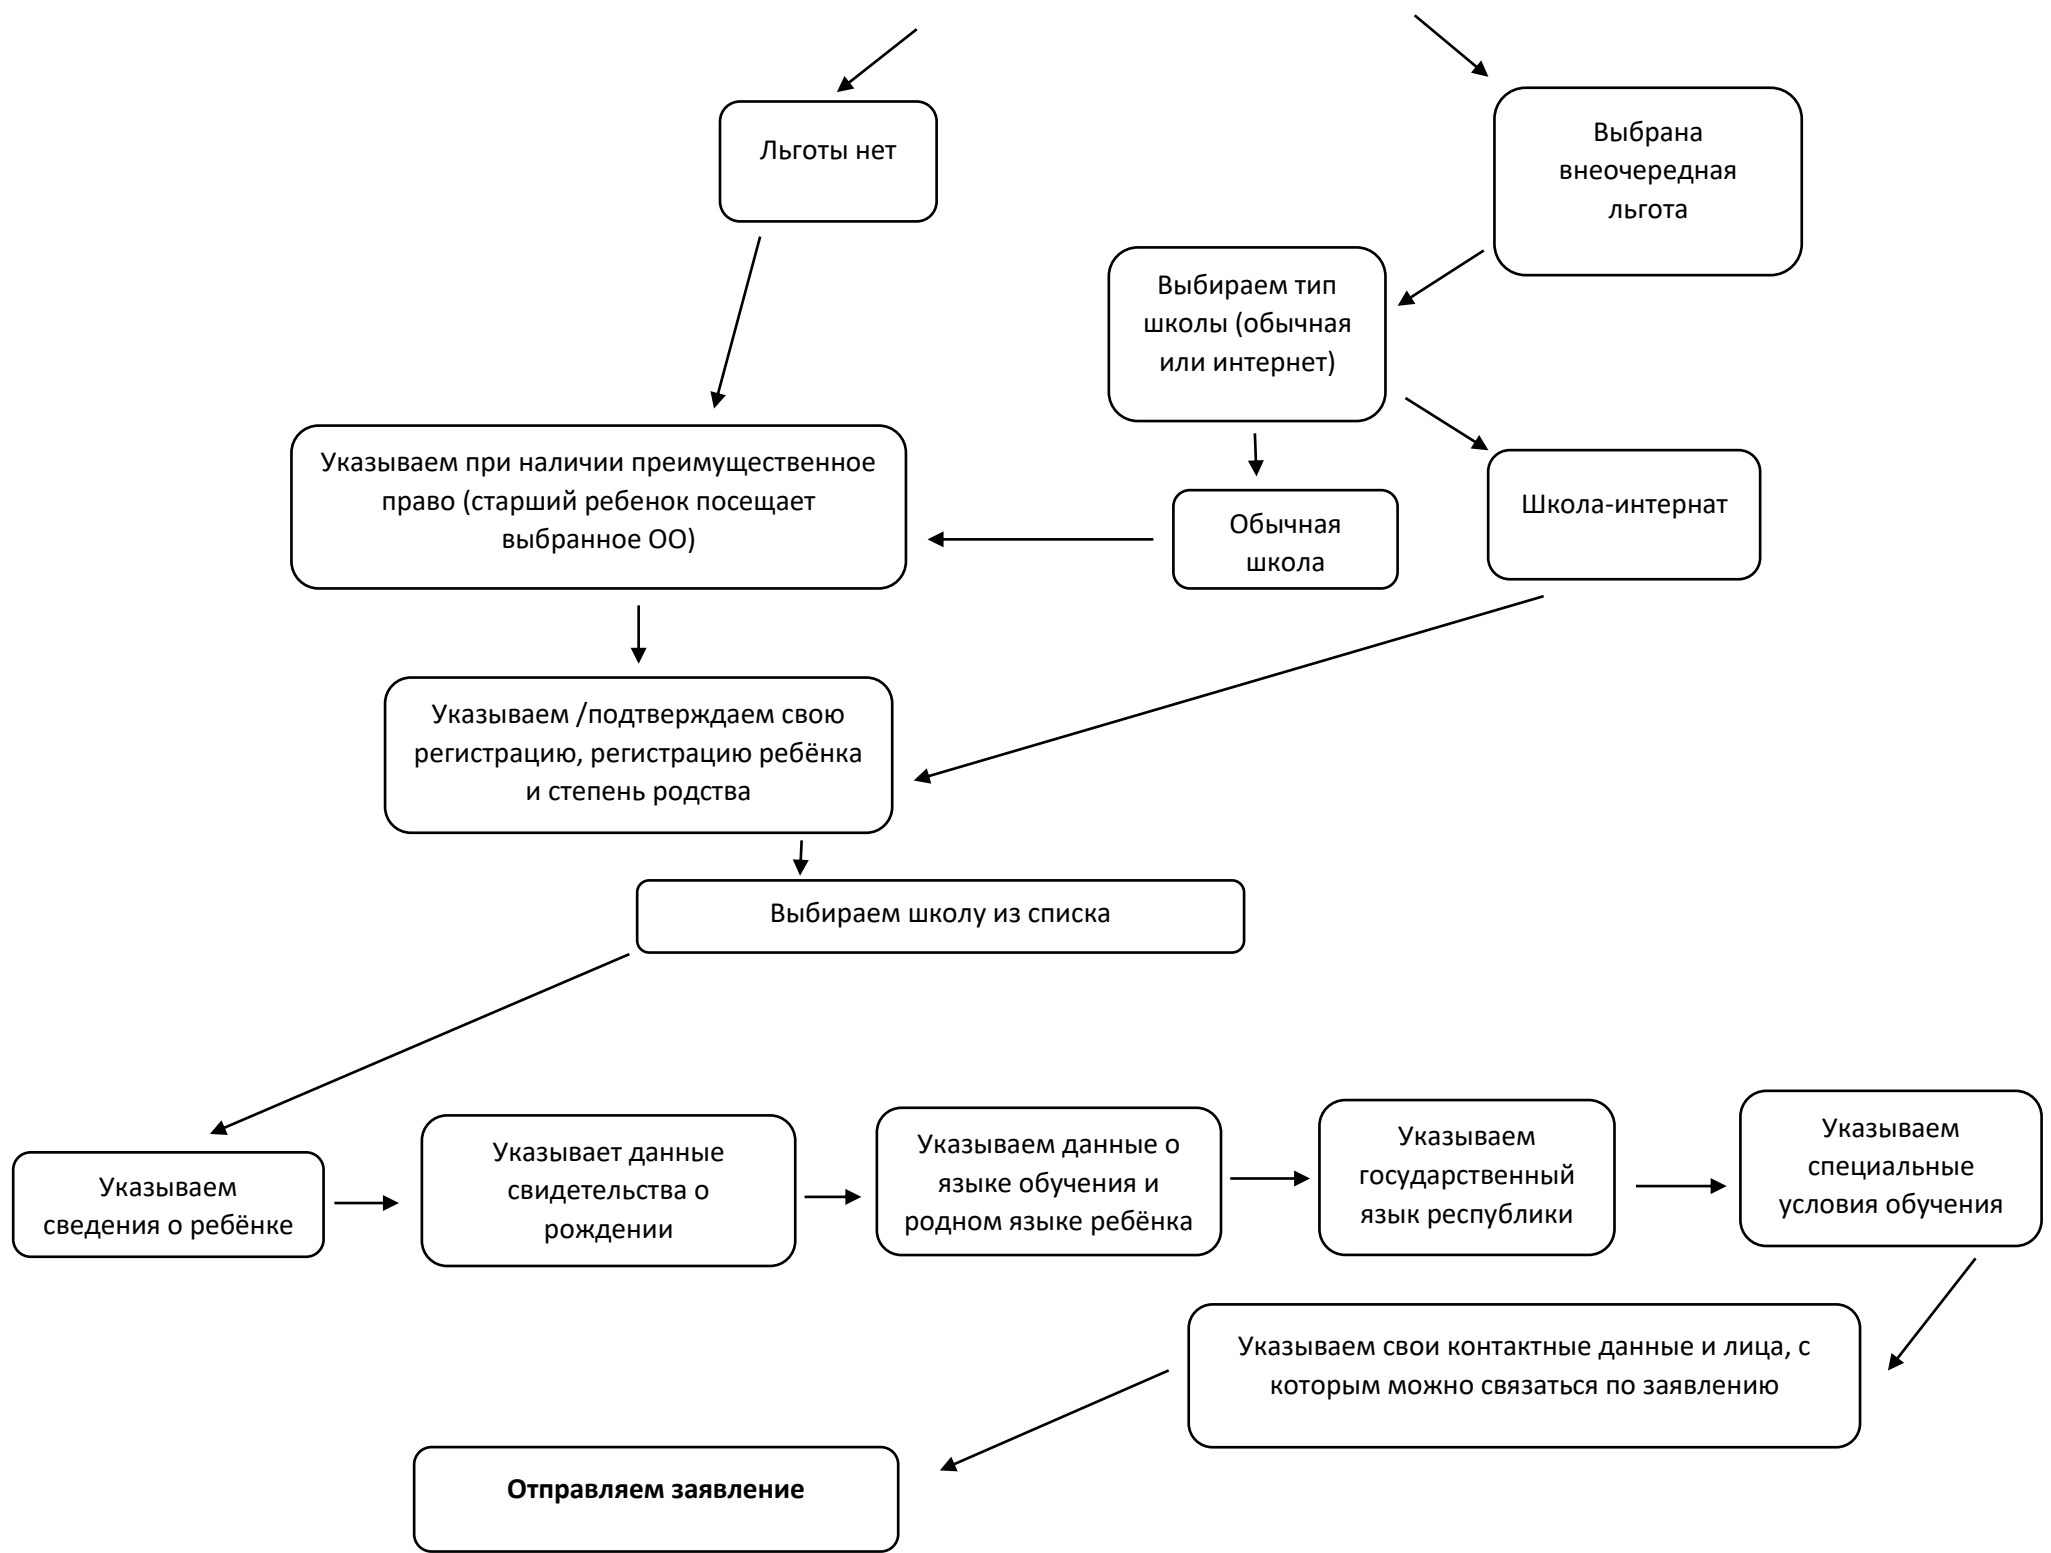 Льготы нет
Выбрана
внеочередная
льгота
Выбираем тип
школы (обычная
или интернет)
Указываем при наличии преимущественное
право (старший ребенок посещает
выбранное ОО)
Обычная
школа
Школа-интернат
Указываем /подтверждаем свою
регистрацию, регистрацию ребёнка
и степень родства
Выбираем школу из списка
Указываем
сведения о ребёнке
Указывает данные
свидетельства о
рождении
Указываем данные о
языке обучения и
родном языке ребёнка
Указываем
государственный
язык республики
Указываем
специальные
условия обучения
Указываем свои контактные данные и лица, с
которым можно связаться по заявлению
Отправляем заявление